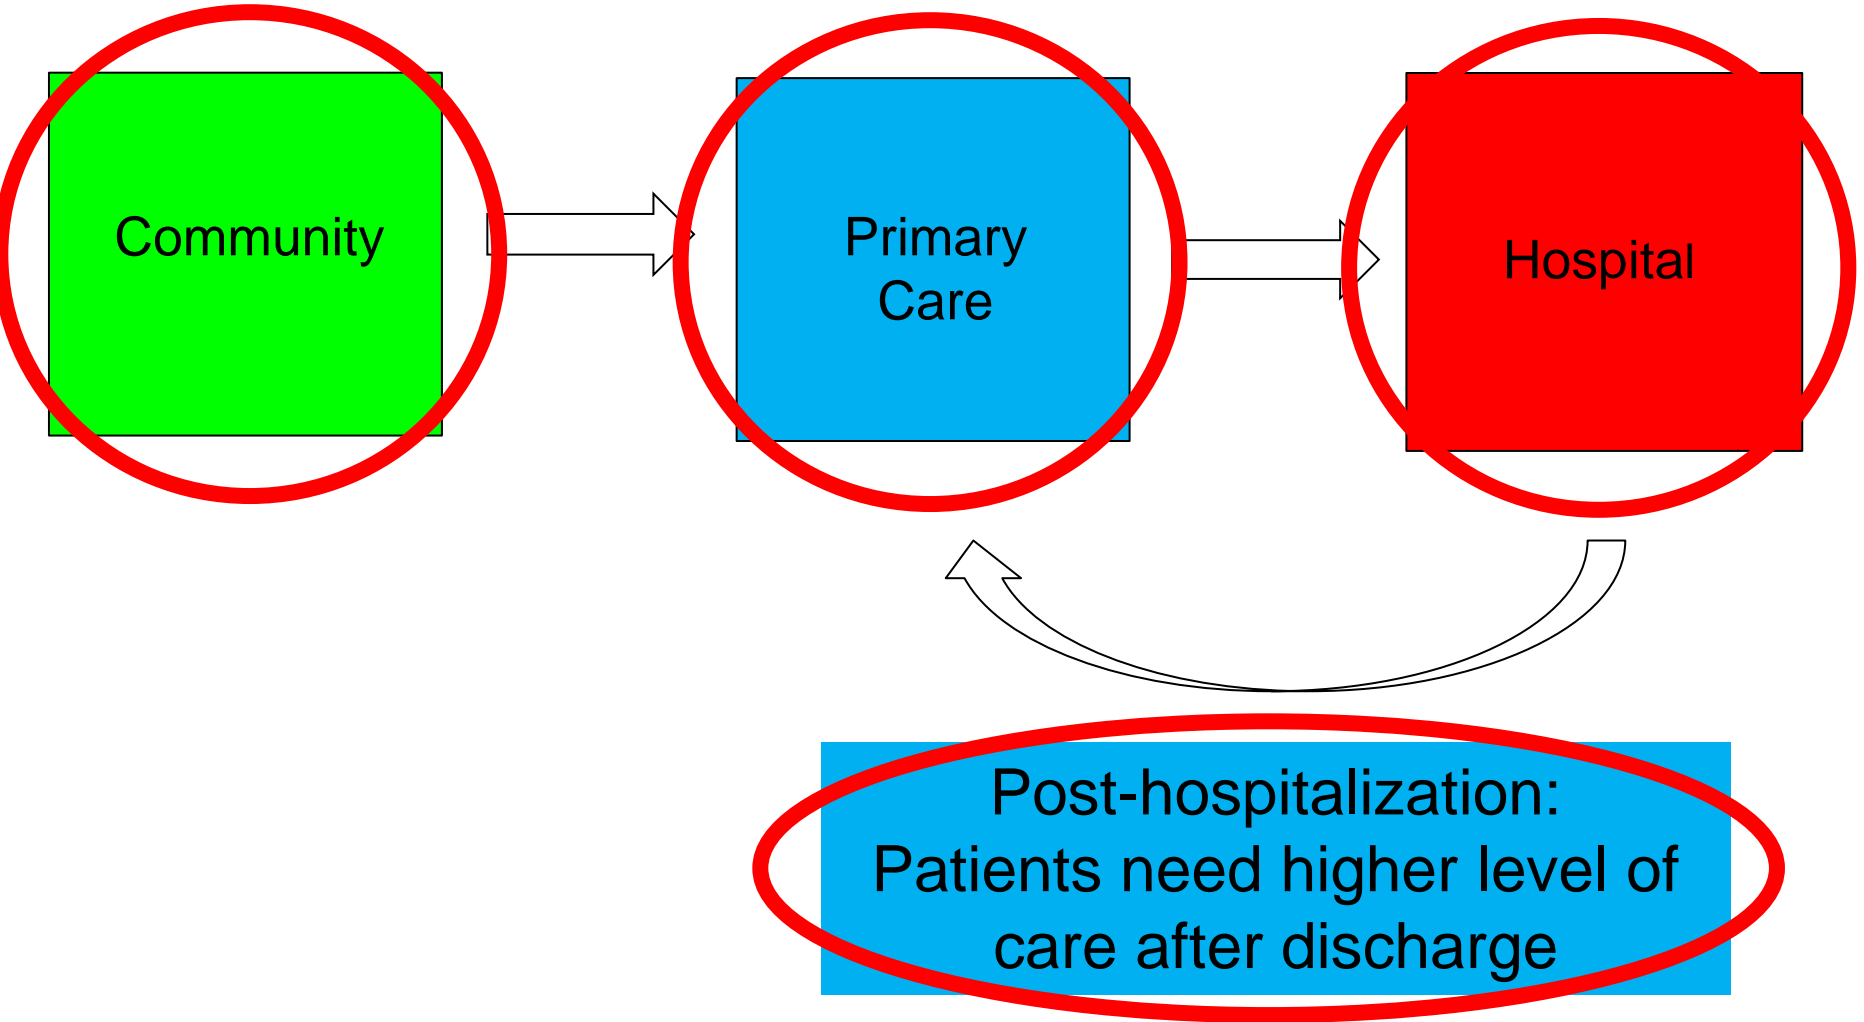 Community
Primary
Care
Hospital
Post-hospitalization:
Patients need higher level of
care after discharge